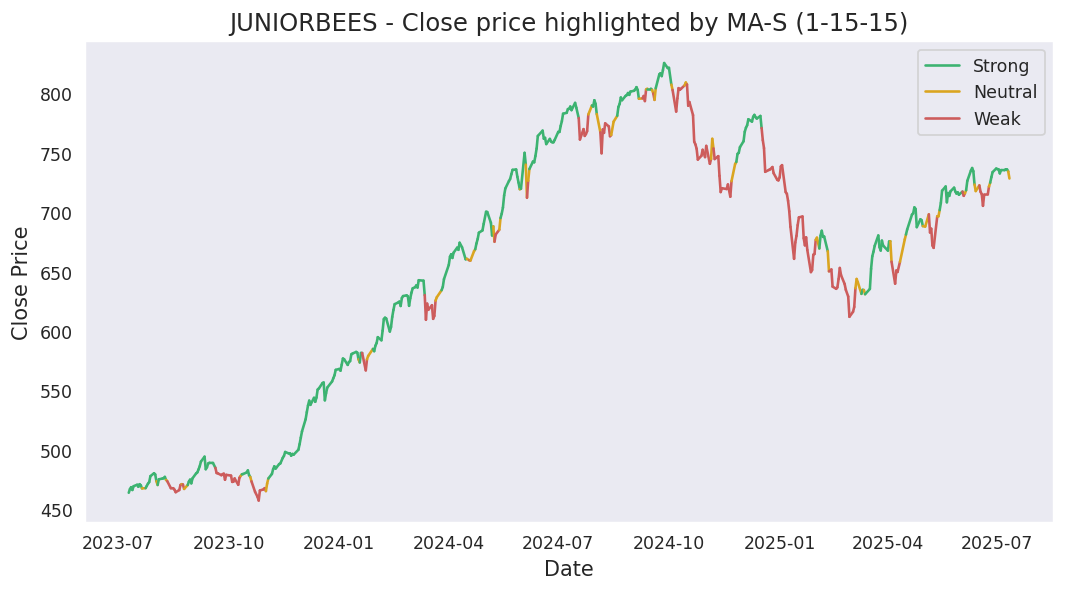 JUNIORBEES - Close price highlighted by MA-S (1-15-15)
Strong
Neutral
Weak
Close Price
800
750
700
650
600
550
500
450
2023-07 2023-10 2024-01 2024-04 2024-07 2024-10 2025-01 2025-04 2025-07
Date